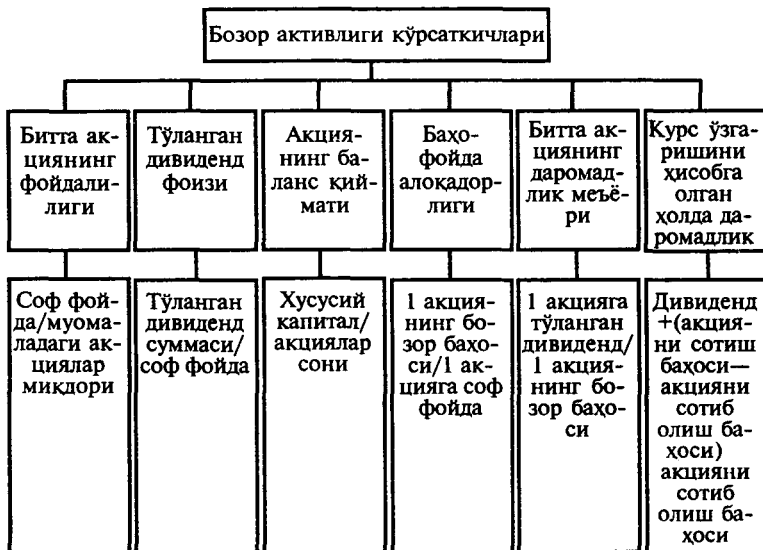 Бозор активлиги кўрсаткичлари
Битта ак-
циянинг
фойдали-
лиги
Тўланган
дивиденд
фоизи
Акция-
нинг ба-
ланс қий-
мати
Баҳо-
фойда
алоқадор-
лиги
Битта ак-
циянинг
даромад-
лик меъё-
ри
Курс ўзга-
ришини
ҳисобга
олган
ҳолда да-
ромадлик
Соф фой-
да/муома-
ладаги ак-
циялар
миқдори
Тўланган
дивиденд
суммаси/
соф фойда
Хусусий
капитал/
акциялар
сони
1 акция-
нинг бо-
зор баҳо-
си/1 ак-
цияга соф
фойда
1 акцияга
тўланган
дивиденд/
1 акция-
нинг бо-
зор баҳо-
си
Дивиденд
+(акция-
ни сотиш
баҳоси—
акцияни
сотиб
олиш ба-
ҳоси)
акцияни
сотиб
олиш ба-
ҳоси